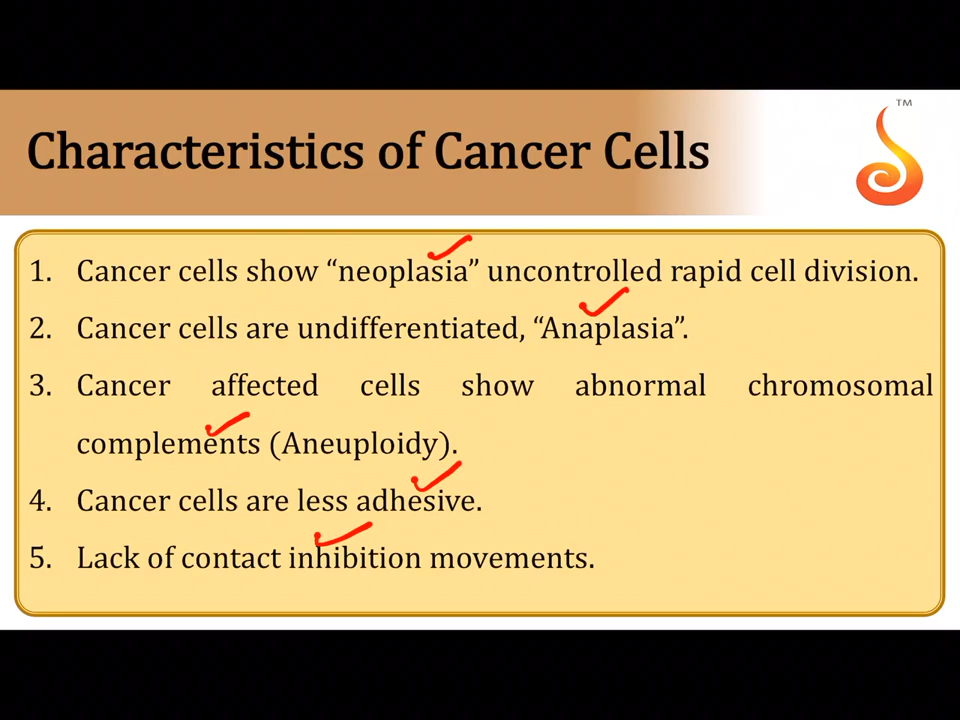 TM
Characteristics of Cancer Cells
1. Cancer cells show “neoplasia” uncontrolled rapid cell division.
2. Cancer cells are undifferentiated, “Anaplasia”.
3. Cancer affected cells show abnormal chromosomal
complements (Aneuploidy).
4. Cancer cells are less adhesive.
5. Lack of contact inhibition movements.